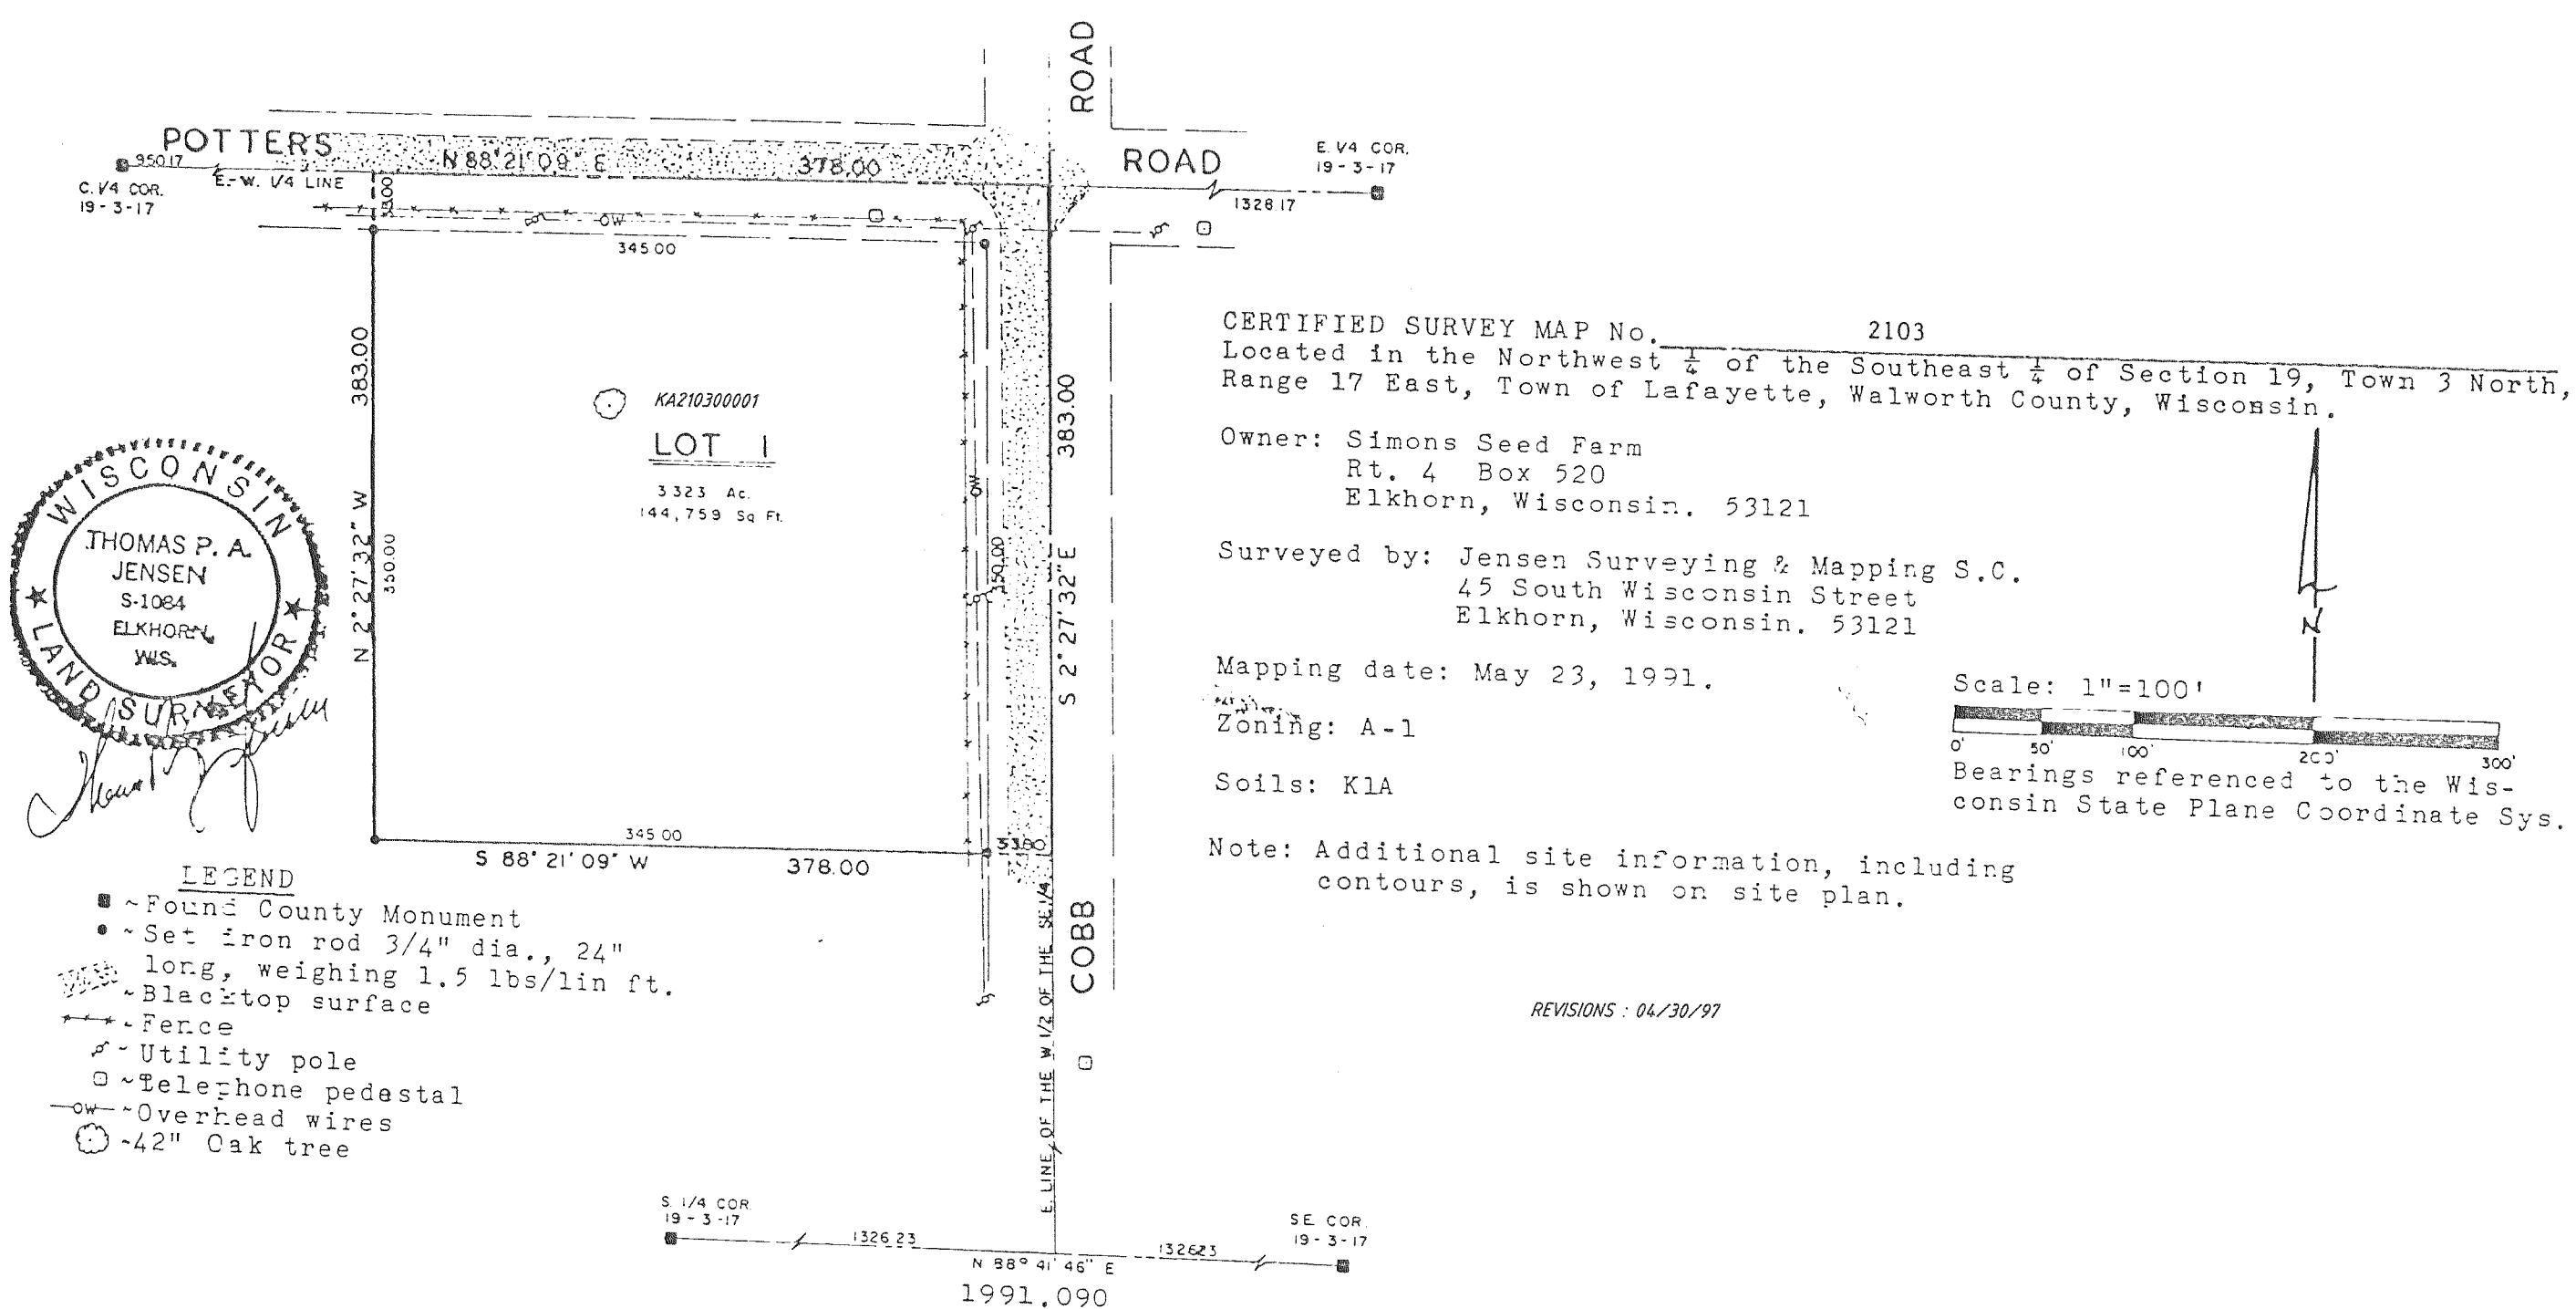 ROAD
POTTERS
950.17
N 88°21'09" E
378.00
ROAD
E. 1/4 COR.
19-3-17
C. 1/4 COR.
19-3-17
E.-W. 1/4 LINE
33.00
1328.17
OW
345.00
383.00
N 2°27'32" W
350.00
KA210300001
LOT 1
3.323 Ac.
144,759 Sq Ft.
OW
350.00
383.00
S 2°27'32" E
345.00
33.00
S 88°21'09" W
378.00
COBB
E. LINE OF THE W 1/2 OF THE SE 1/4
WISCONSIN
THOMAS P. A.
JENSEN
S-1084
ELKHORN,
WIS.
LAND SURVEYOR
CERTIFIED SURVEY MAP No. 2103
Located in the Northwest ¼ of the Southeast ¼ of Section 19, Town 3 North,
Range 17 East, Town of Lafayette, Walworth County, Wisconsin.
Owner: Simons Seed Farm
Rt. 4 Box 520
Elkhorn, Wisconsin. 53121
Surveyed by: Jensen Surveying & Mapping S.C.
45 South Wisconsin Street
Elkhorn, Wisconsin. 53121
Mapping date: May 23, 1991.
Zoning: A-1
Soils: KlA
Note: Additional site information, including
contours, is shown on site plan.
N
Scale: 1"=100'
0' 50' 100' 200' 300'
Bearings referenced to the Wis-
consin State Plane Coordinate Sys.
REVISIONS : 04/30/97
LEGEND
~Found County Monument
~Set iron rod 3/4" dia., 24"
long, weighing 1.5 lbs/lin ft.
~Blacktop surface
~Fence
~Utility pole
~Telephone pedestal
OW ~Overhead wires
~42" Oak tree
S. 1/4 COR.
19-3-17
1326.23
1326.23
SE COR.
19-3-17
N 88° 41' 46" E
1991.090